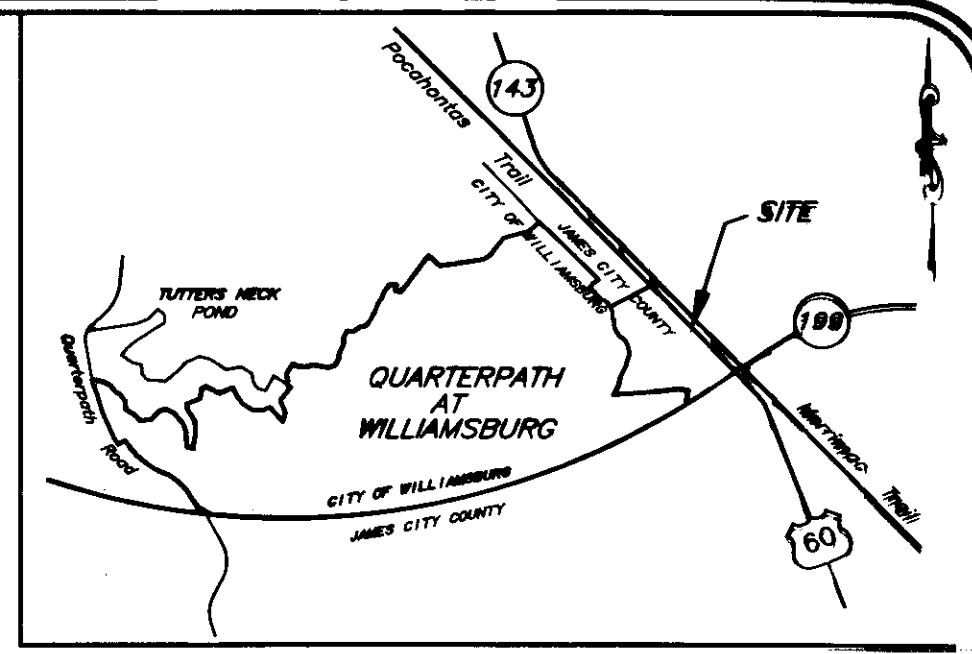 Pocahontas
Trail
143
CITY OF WILLIAMSBURG
JAMES CITY COUNTY
SITE
TUTTERS NECK
POND
199
Quarterpath
Road
QUARTERPATH
AT
WILLIAMSBURG
Merrimac
Trail
CITY OF WILLIAMSBURG
JAMES CITY COUNTY
60